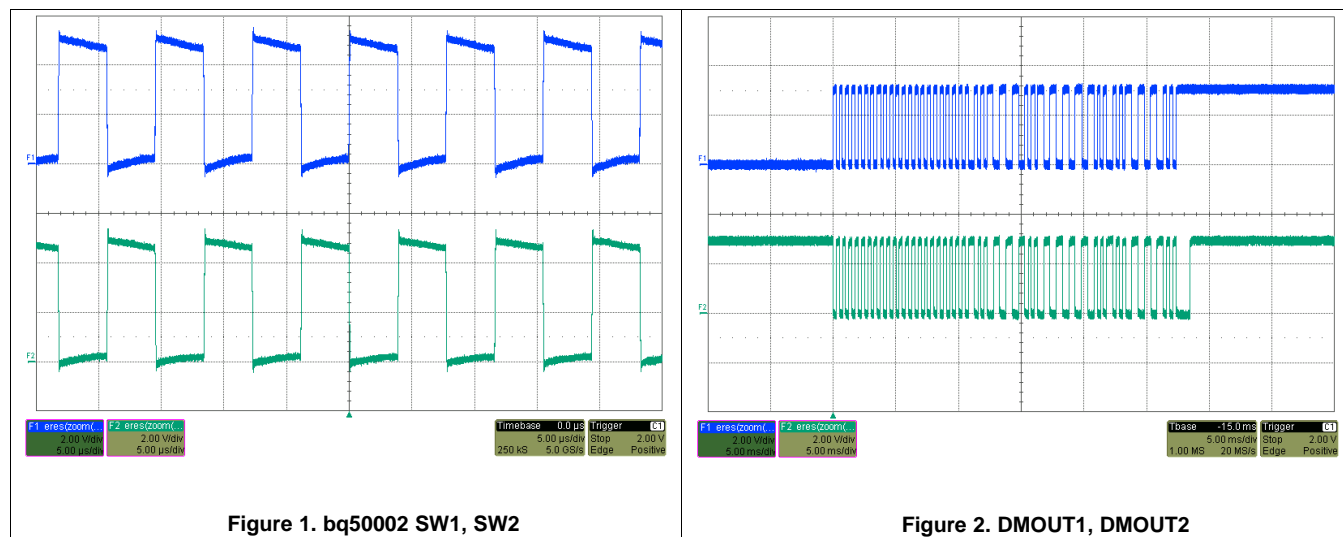 F1
F2
F1 eres(zoom(...
2.00 V/div
5.00 µs/div
F2 eres(zoom(...
2.00 V/div
5.00 µs/div
Timebase 0.0 µs
5.00 µs/div
250 kS 5.0 GS/s
Trigger C1
Stop 2.00 V
Edge Positive
Figure 1. bq50002 SW1, SW2
F1
F2
F1 eres(zoom(...
2.00 V/div
5.00 ms/div
F2 eres(zoom(...
2.00 V/div
5.00 ms/div
Tbase -15.0 ms
5.00 ms/div
1.00 MS 20 MS/s
Trigger C1
Stop 2.00 V
Edge Positive
Figure 2. DMOUT1, DMOUT2